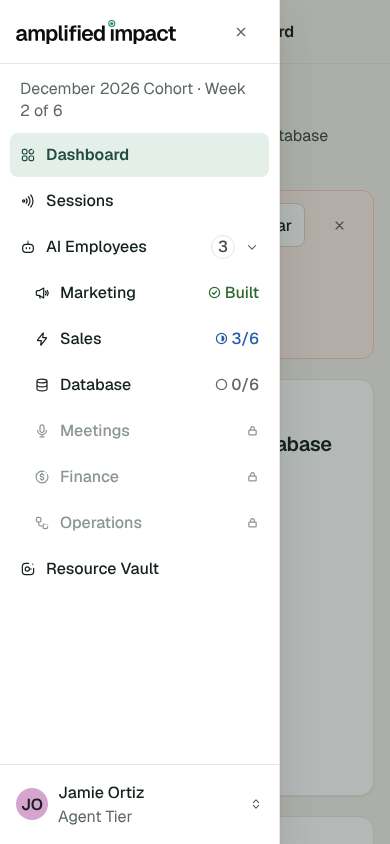 amplified impact
rd
December 2026 Cohort · Week
2 of 6
tabase
Dashboard
Sessions
ar
AI Employees 3
Marketing Built
Sales 3/6
Database 0/6
Meetings
abase
Finance
Operations
Resource Vault
JO
Jamie Ortiz
Agent Tier